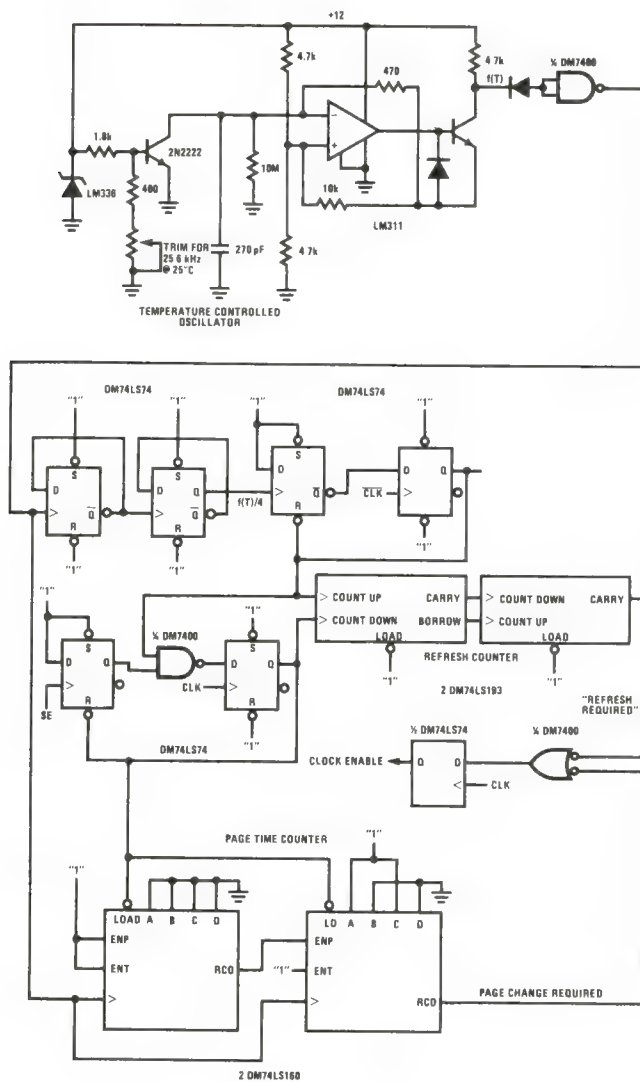 +12
4.7k
4 7k
f(T)
¼ DM7400
470
1.8k
2N2222
10M
LM336
400
10k
LM311
TRIM FOR
25 6 kHz
@ 25°C
270 pF
4 7k
TEMPERATURE CONTROLLED
OSCILLATOR
DM74LS74
DM74LS74
"1"
"1"
"1"
"1"
S
S
S
D
Q
D
Q
D
Q
D
Q
f(T)/4
CLK
R
R
R
"1"
"1"
"1"
"1"
"1"
¼ DM7400
S
D
D
Q
CLK
SE
R
"1"
DM74LS74
COUNT UP
CARRY
COUNT DOWN
CARRY
COUNT DOWN
BORROW
COUNT UP
LOAD
LOAD
"1"
REFRESH COUNTER
"1"
2 DM74LS193
"REFRESH
REQUIRED"
½ DM74LS74
¼ DM7400
CLOCK ENABLE
Q
D
CLK
PAGE TIME COUNTER
"1"
"1"
LOAD A B C D
LD A B C D
ENP
ENP
ENT
"1"
ENT
RCO
RCO
PAGE CHANGE REQUIRED
2 DM74LS160